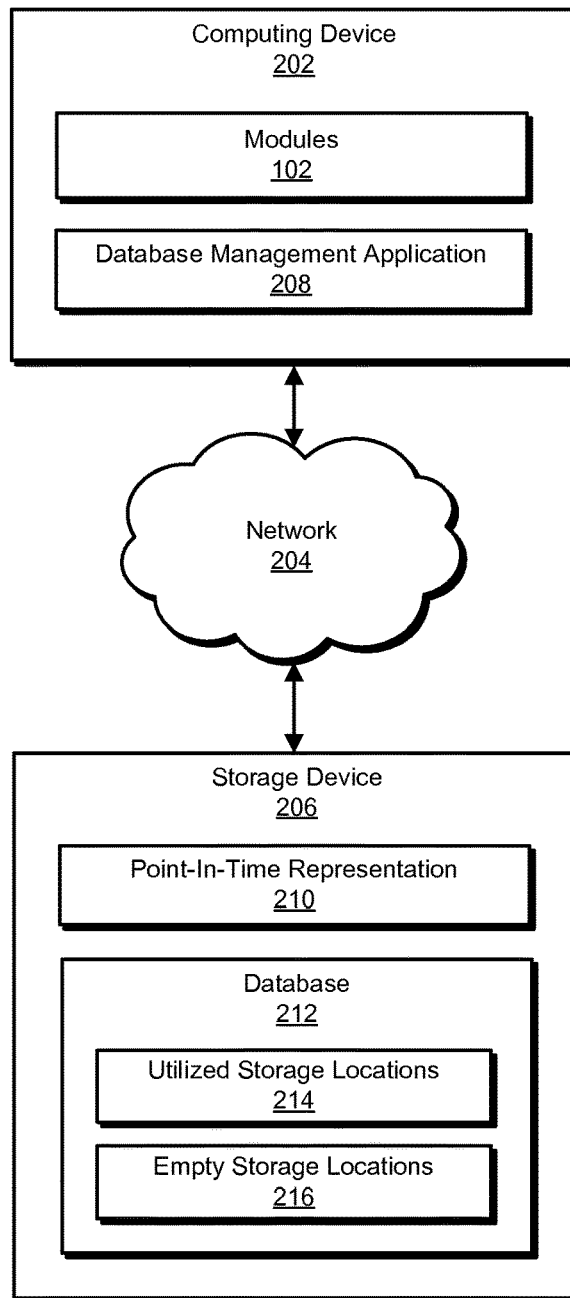 Computing Device
202
Modules
102
Database Management Application
208
Network
204
Storage Device
206
Point-In-Time Representation
210
Database
212
Utilized Storage Locations
214
Empty Storage Locations
216